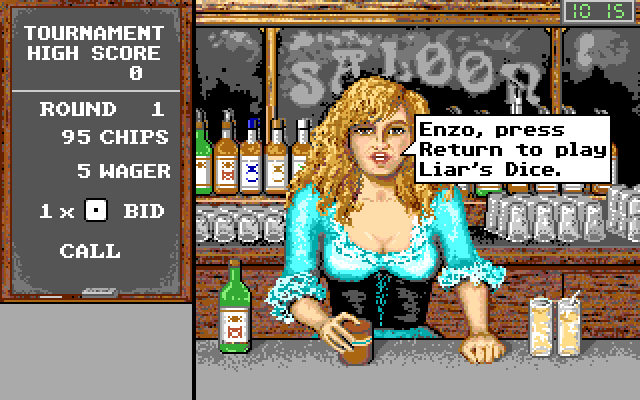 10 15
TOURNAMENT
HIGH SCORE
0
ROUND 1
95 CHIPS
5 WAGER
1 x BID
CALL
SALOON
Enzo, press
Return to play
Liar's Dice.